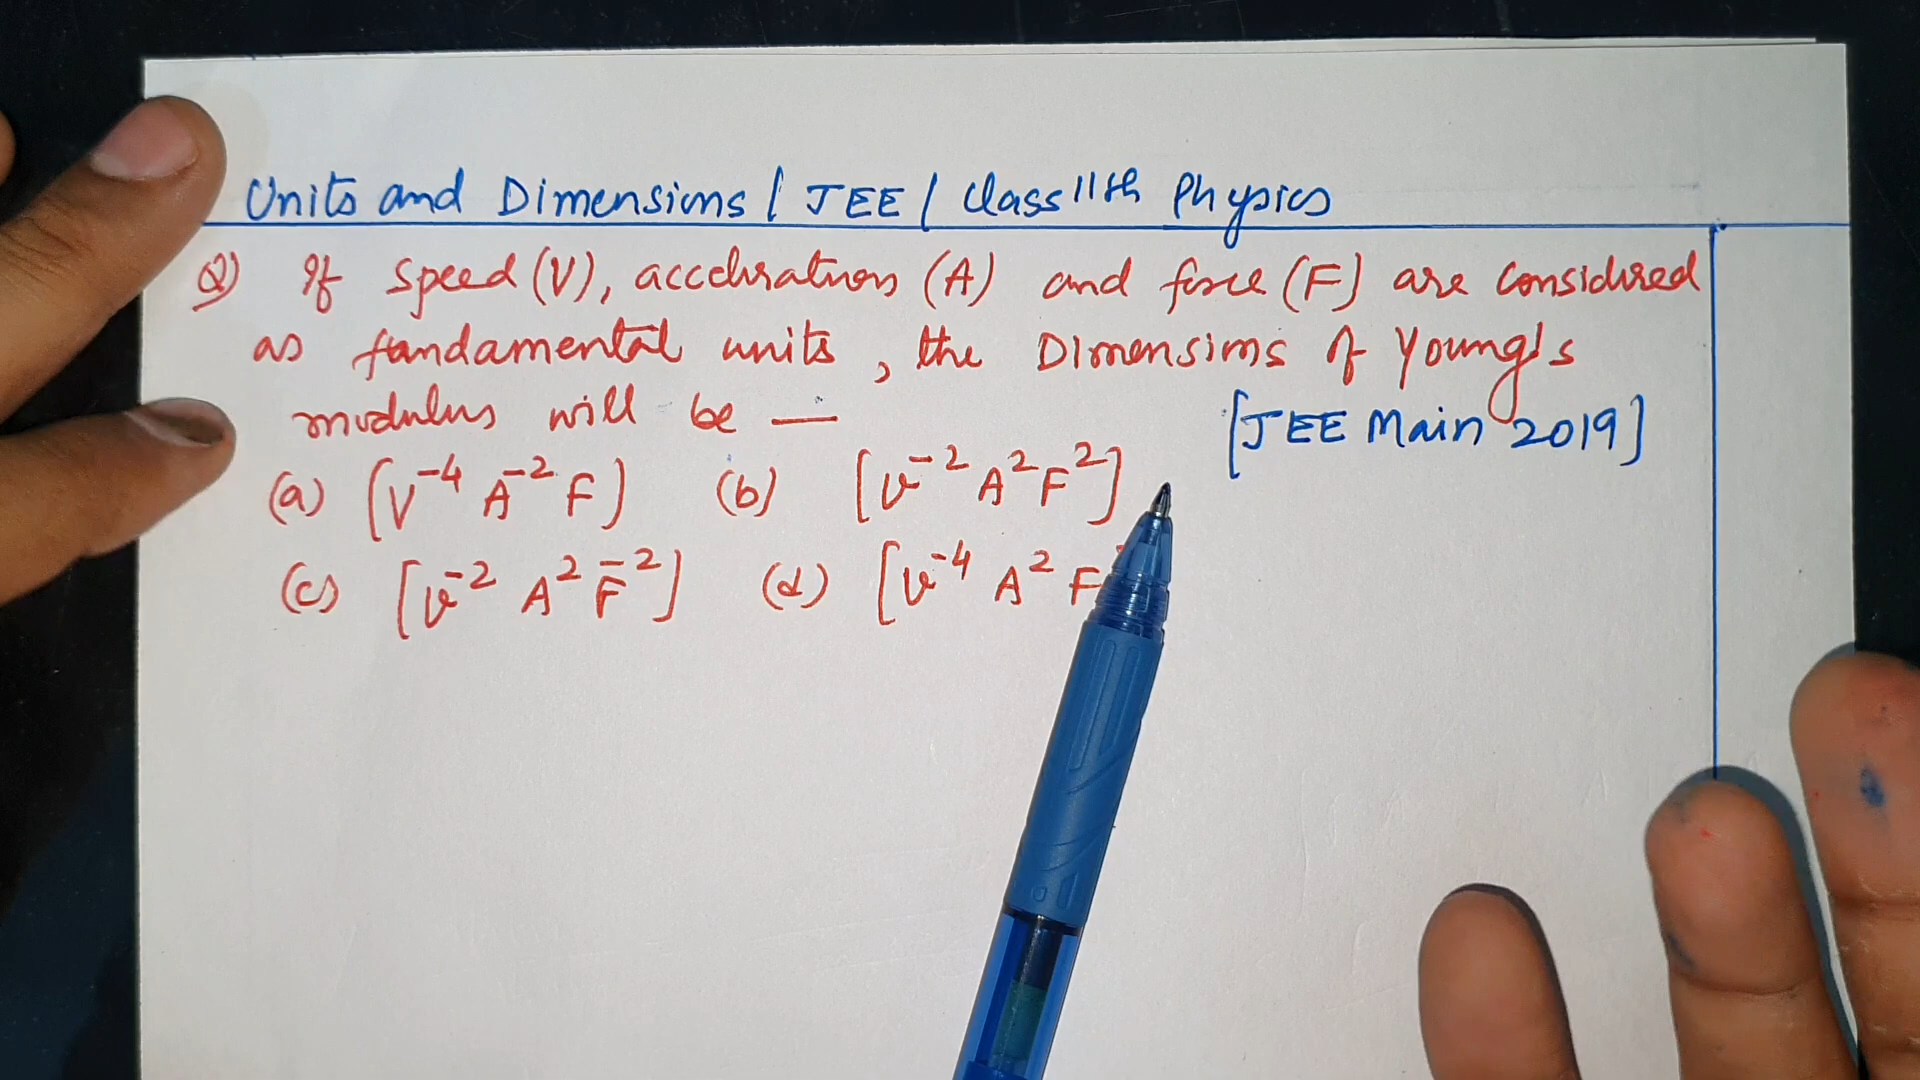 Units and Dimensions / JEE / Class 11th Physics
Q) If speed (V), acceleration (A) and force (F) are considered
as fundamental units, the Dimensions of Young's
modulus will be —
[JEE Main 2019]
(a) [V⁻⁴ A⁻² F] (b) [V⁻² A² F²]
(c) [V⁻² A² F⁻²] (d) [V⁻⁴ A² F